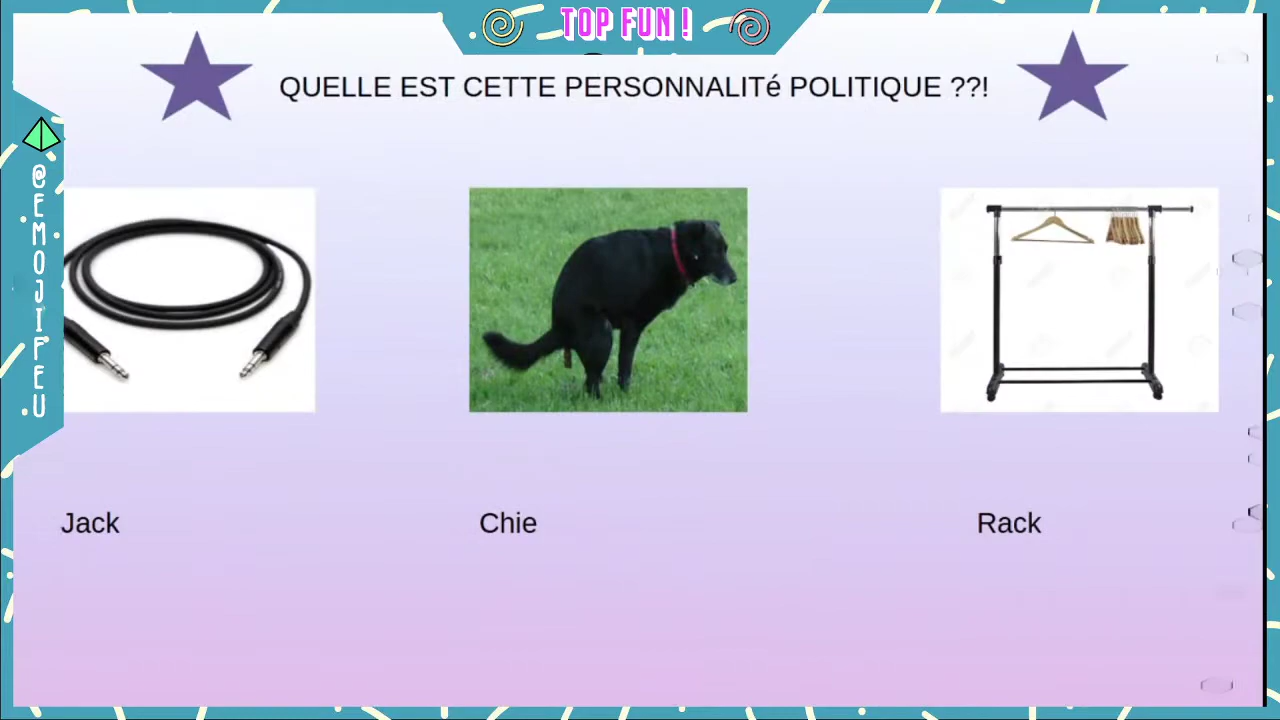 TOP FUN !
QUELLE EST CETTE PERSONNALITé POLITIQUE ??!
@EMOJIFEU
Jack
Chie
Rack